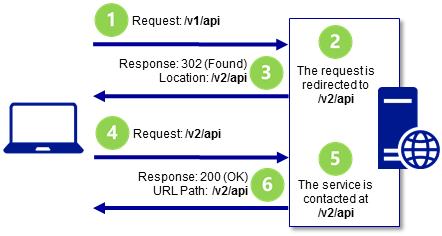 1
Request: /v1/api
2
The request is
redirected to
/v2/api
3
Response: 302 (Found)
Location: /v2/api
4
Request: /v2/api
5
The service is
contacted at
/v2/api
6
Response: 200 (OK)
URL Path: /v2/api